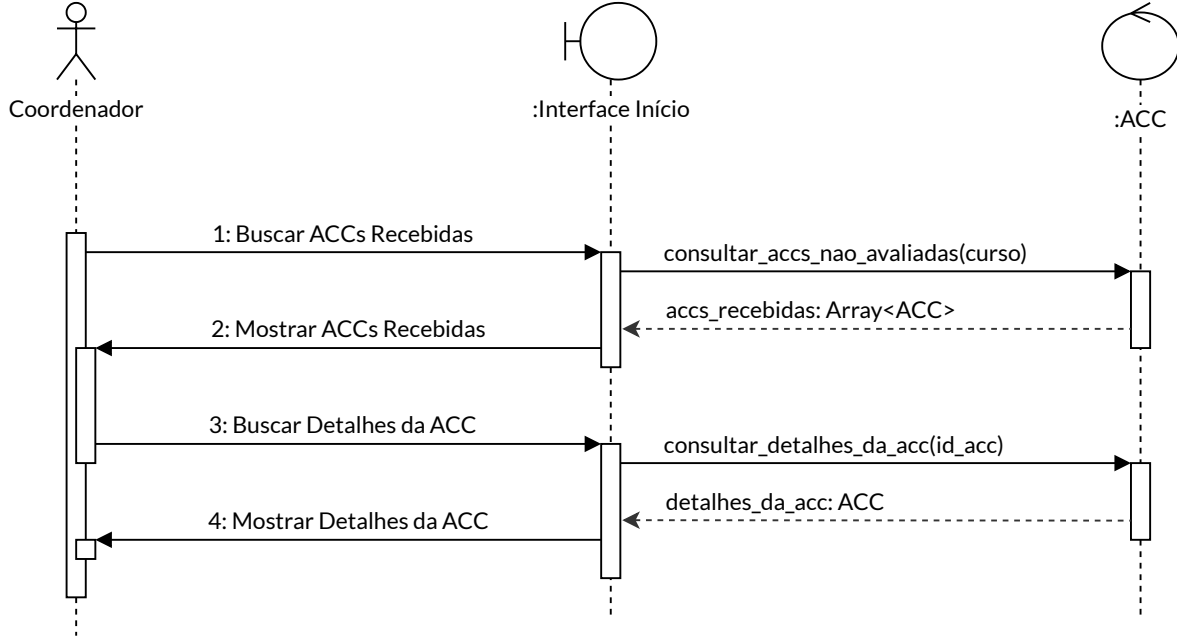 Coordenador
:Interface Início
:ACC
1: Buscar ACCs Recebidas
consultar_accs_nao_avaliadas(curso)
accs_recebidas: Array<ACC>
2: Mostrar ACCs Recebidas
3: Buscar Detalhes da ACC
consultar_detalhes_da_acc(id_acc)
detalhes_da_acc: ACC
4: Mostrar Detalhes da ACC